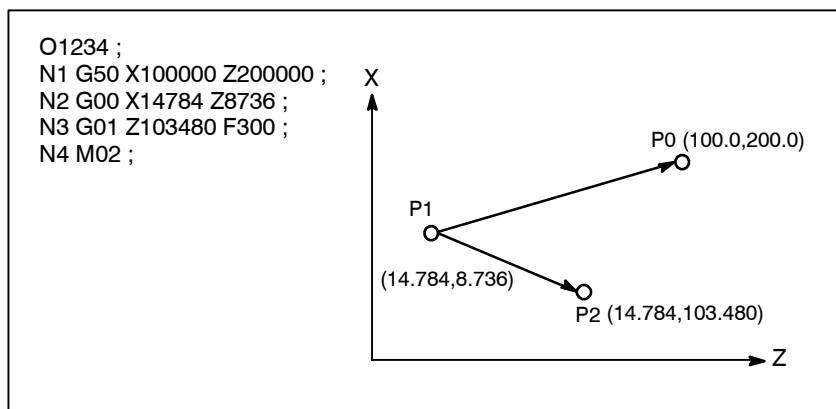 O1234 ;
N1 G50 X100000 Z200000 ;
N2 G00 X14784 Z8736 ;
N3 G01 Z103480 F300 ;
N4 M02 ;
X
P0 (100.0,200.0)
P1
(14.784,8.736)
P2 (14.784,103.480)
Z